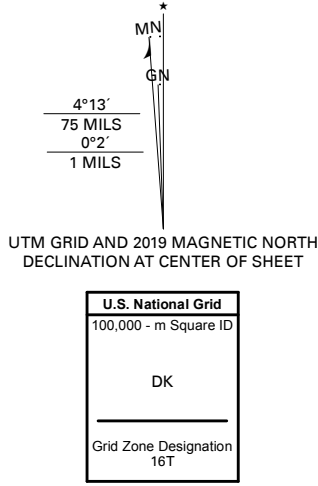 ★
MN
GN
4°13´
75 MILS
0°2´
1 MILS
UTM GRID AND 2019 MAGNETIC NORTH
DECLINATION AT CENTER OF SHEET
U.S. National Grid
100,000 - m Square ID
DK
Grid Zone Designation
16T